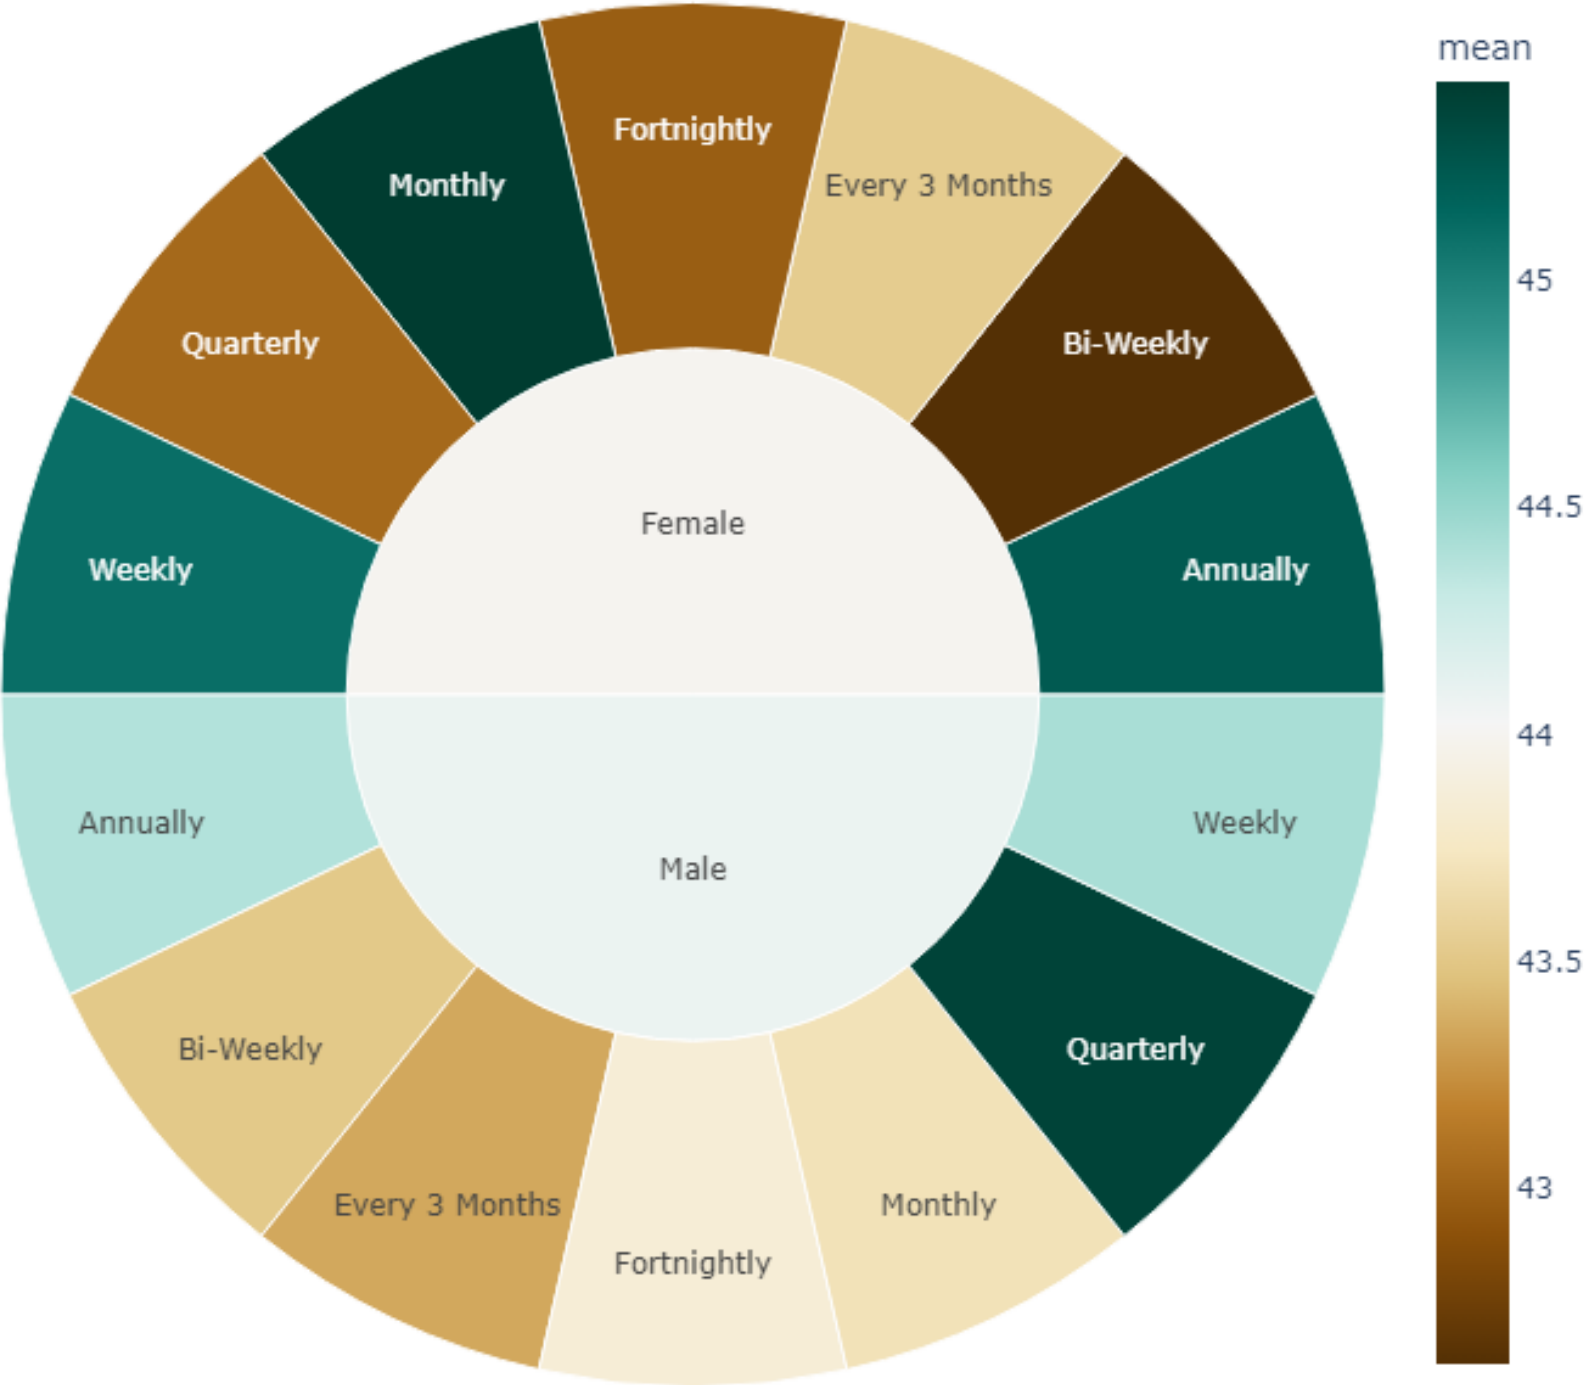 mean
Fortnightly
Monthly
Every 3 Months
Quarterly
Bi-Weekly
Female
Weekly
Annually
Annually
Weekly
Male
Bi-Weekly
Quarterly
Every 3 Months
Monthly
Fortnightly
45
44.5
44
43.5
43